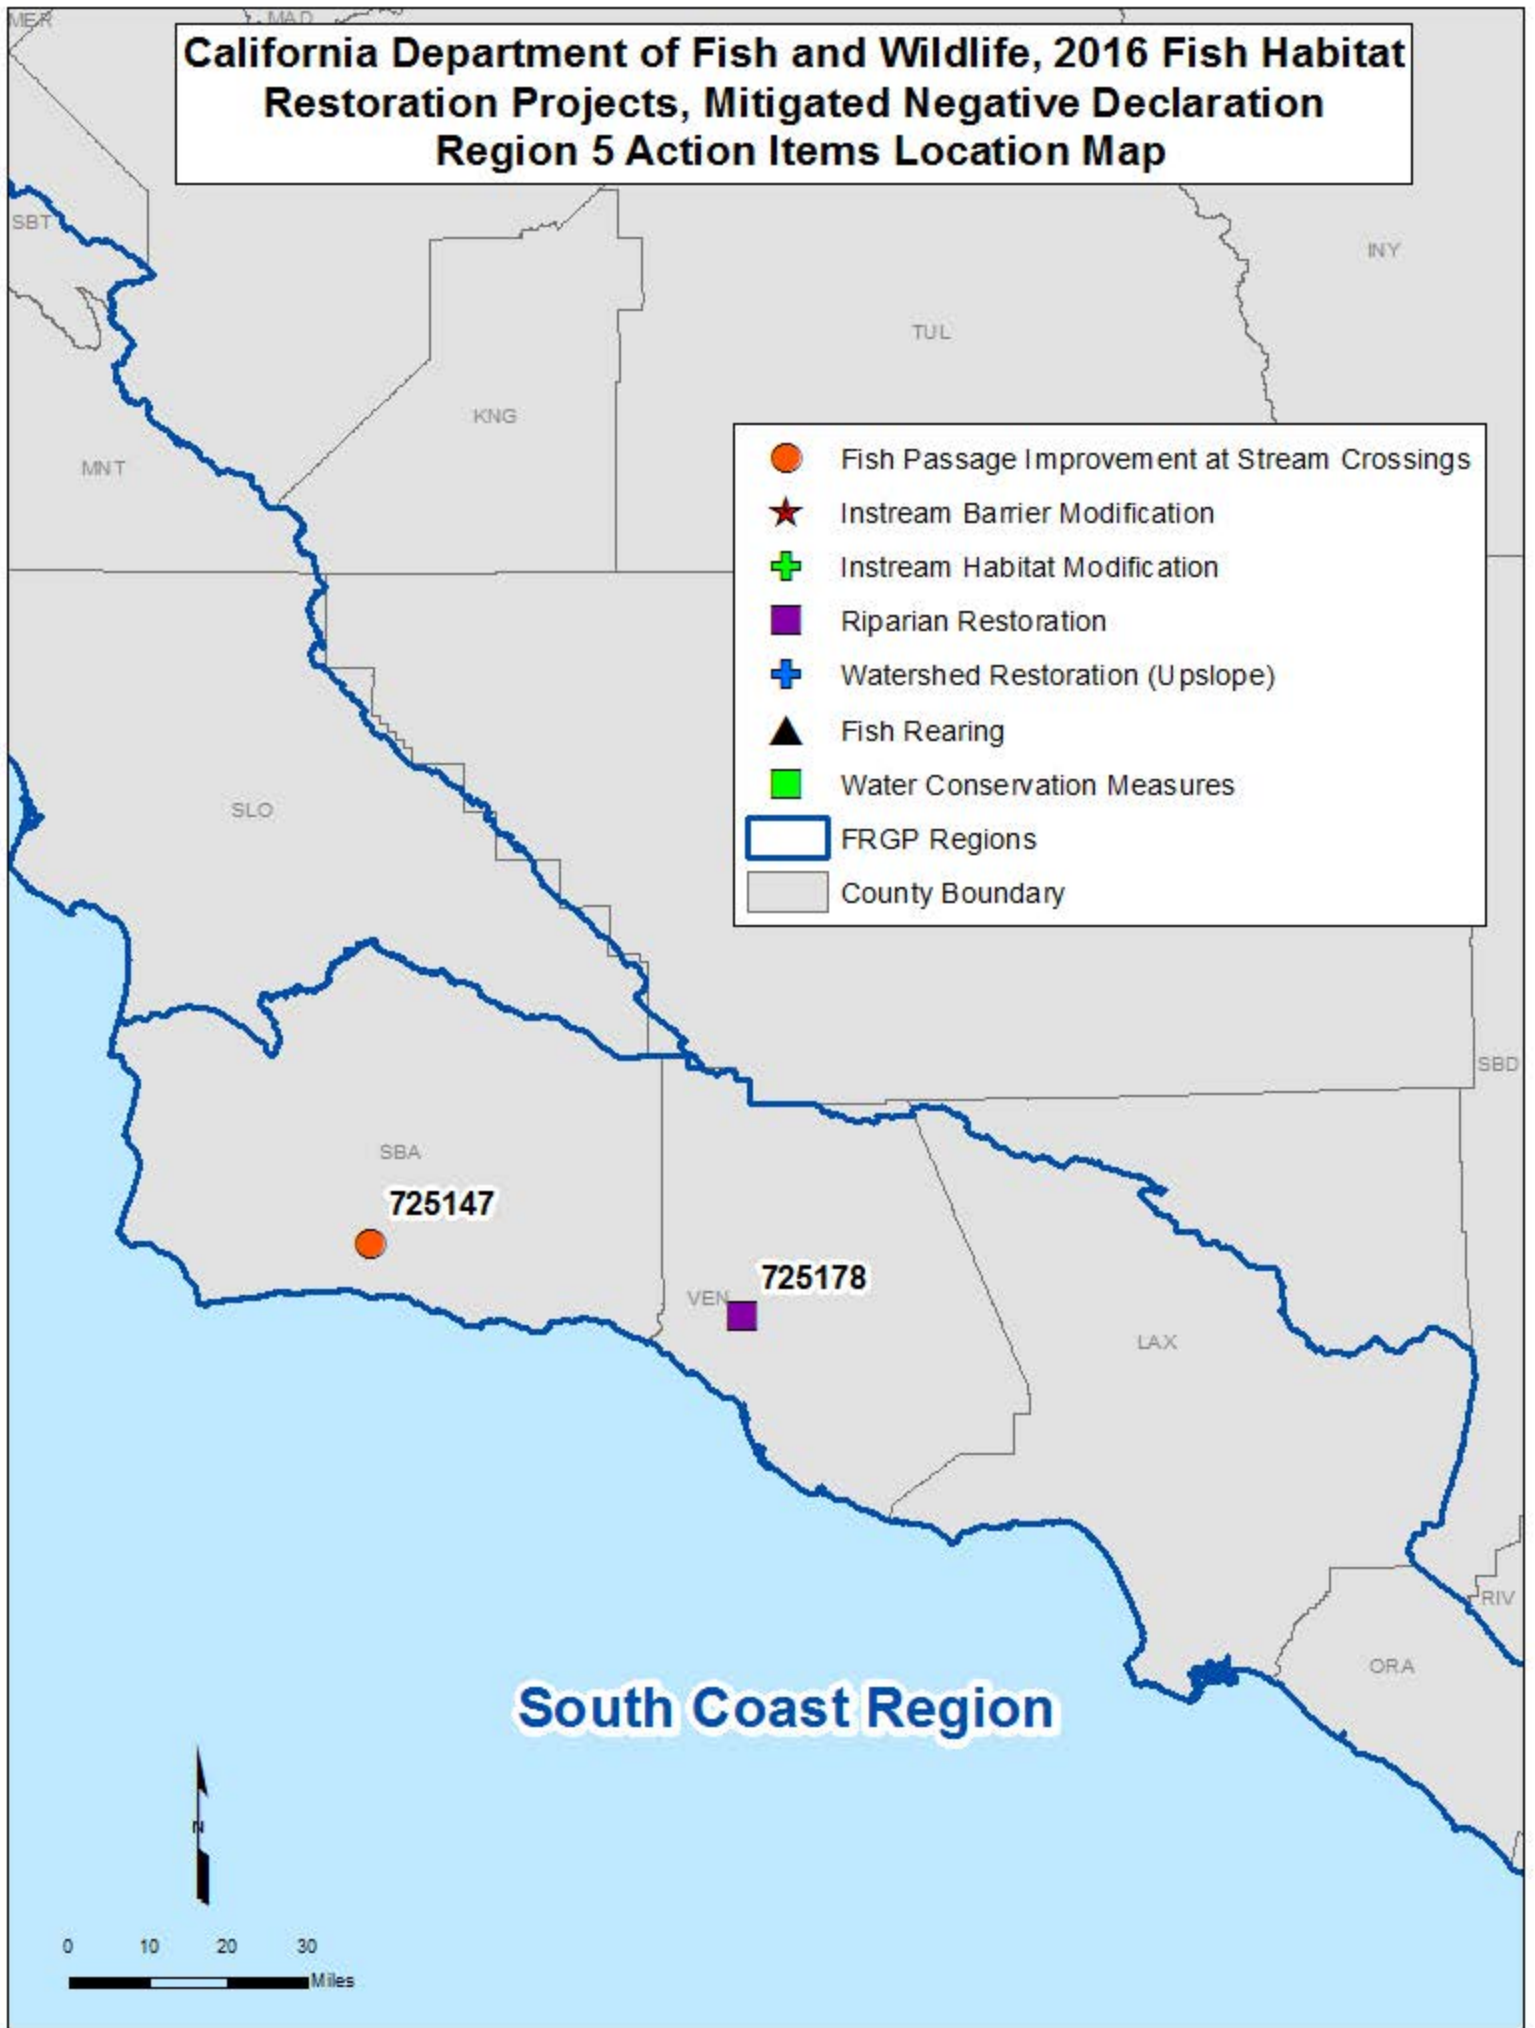 MER
MAD
California Department of Fish and Wildlife, 2016 Fish Habitat
Restoration Projects, Mitigated Negative Declaration
Region 5 Action Items Location Map
SBT
INY
TUL
KNG
MNT
Fish Passage Improvement at Stream Crossings
Instream Barrier Modification
Instream Habitat Modification
Riparian Restoration
Watershed Restoration (Upslope)
Fish Rearing
Water Conservation Measures
FRGP Regions
County Boundary
SLO
SBD
SBA
725147
725178
VEN
LAX
RIV
ORA
South Coast Region
N
0 10 20 30
Miles